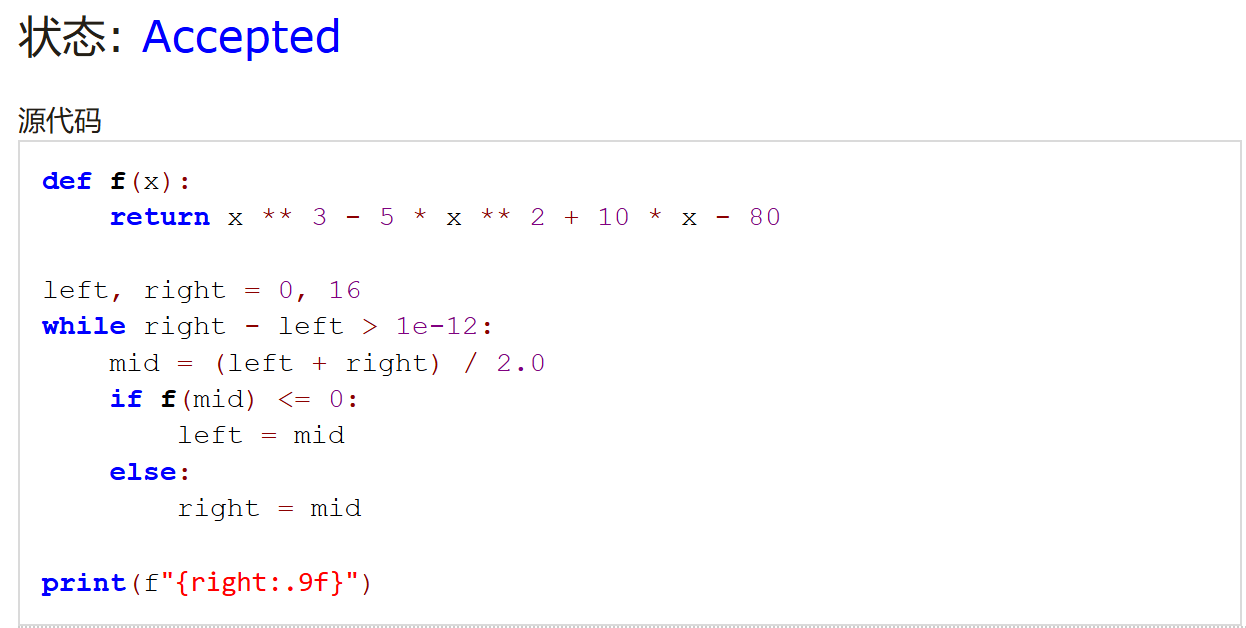 状态: Accepted
源代码
def f(x):
    return x ** 3 - 5 * x ** 2 + 10 * x - 80

left, right = 0, 16
while right - left > 1e-12:
    mid = (left + right) / 2.0
    if f(mid) <= 0:
        left = mid
    else:
        right = mid

print(f"{right:.9f}")